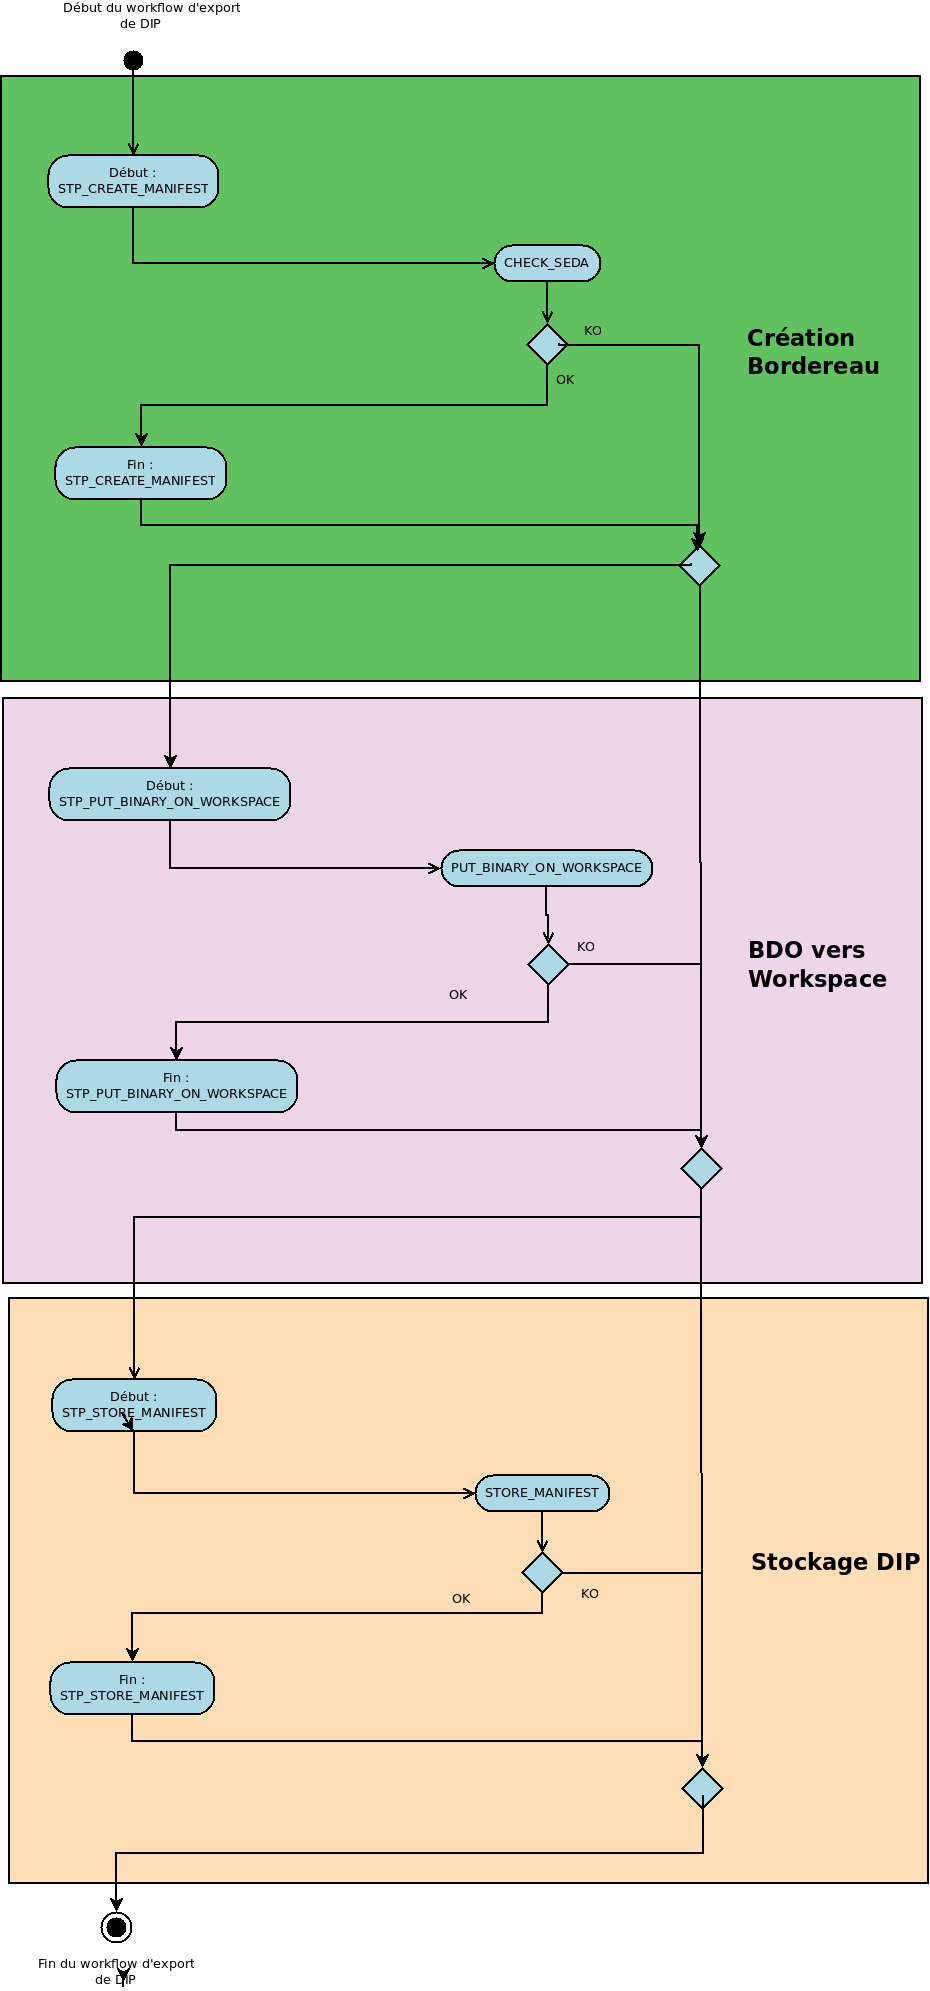 Début du workflow d'export
de DIP
Début :
STP_CREATE_MANIFEST
CHECK_SEDA
KO
Création
Bordereau
OK
Fin :
STP_CREATE_MANIFEST
Début :
STP_PUT_BINARY_ON_WORKSPACE
PUT_BINARY_ON_WORKSPACE
KO
BDO vers
Workspace
OK
Fin :
STP_PUT_BINARY_ON_WORKSPACE
Début :
STP_STORE_MANIFEST
STORE_MANIFEST
Stockage DIP
KO
OK
Fin :
STP_STORE_MANIFEST
Fin du workflow d'export
de DIP